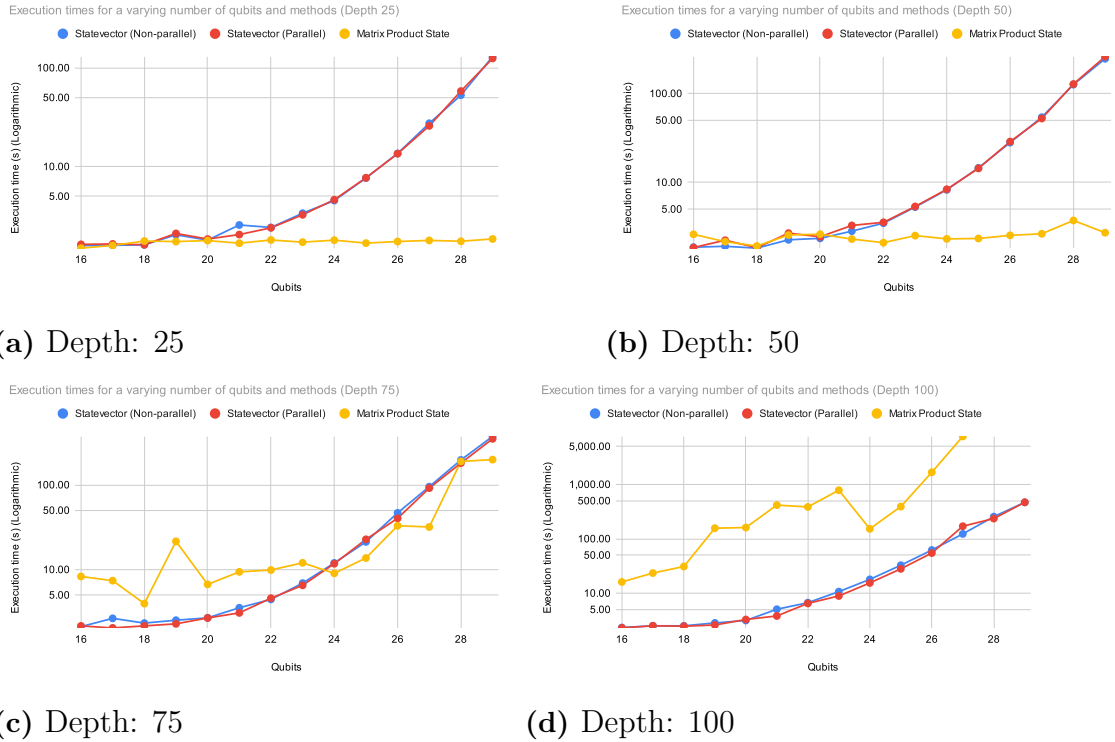 Execution times for a varying number of qubits and methods (Depth 25)
Statevector (Non-parallel) Statevector (Parallel) Matrix Product State
Execution time (s) (Logarithmic)
100.00
50.00
10.00
5.00
16 18 20 22 24 26 28
Qubits
(a) Depth: 25
Execution times for a varying number of qubits and methods (Depth 50)
Statevector (Non-parallel) Statevector (Parallel) Matrix Product State
Execution time (s) (Logarithmic)
100.00
50.00
10.00
5.00
16 18 20 22 24 26 28
Qubits
(b) Depth: 50
Execution times for a varying number of qubits and methods (Depth 75)
Statevector (Non-parallel) Statevector (Parallel) Matrix Product State
Execution time (s) (Logarithmic)
100.00
50.00
10.00
5.00
16 18 20 22 24 26 28
Qubits
(c) Depth: 75
Execution times for a varying number of qubits and methods (Depth 100)
Statevector (Non-parallel) Statevector (Parallel) Matrix Product State
Execution time (s) (Logarithmic)
5,000.00
1,000.00
500.00
100.00
50.00
10.00
5.00
16 18 20 22 24 26 28
Qubits
(d) Depth: 100